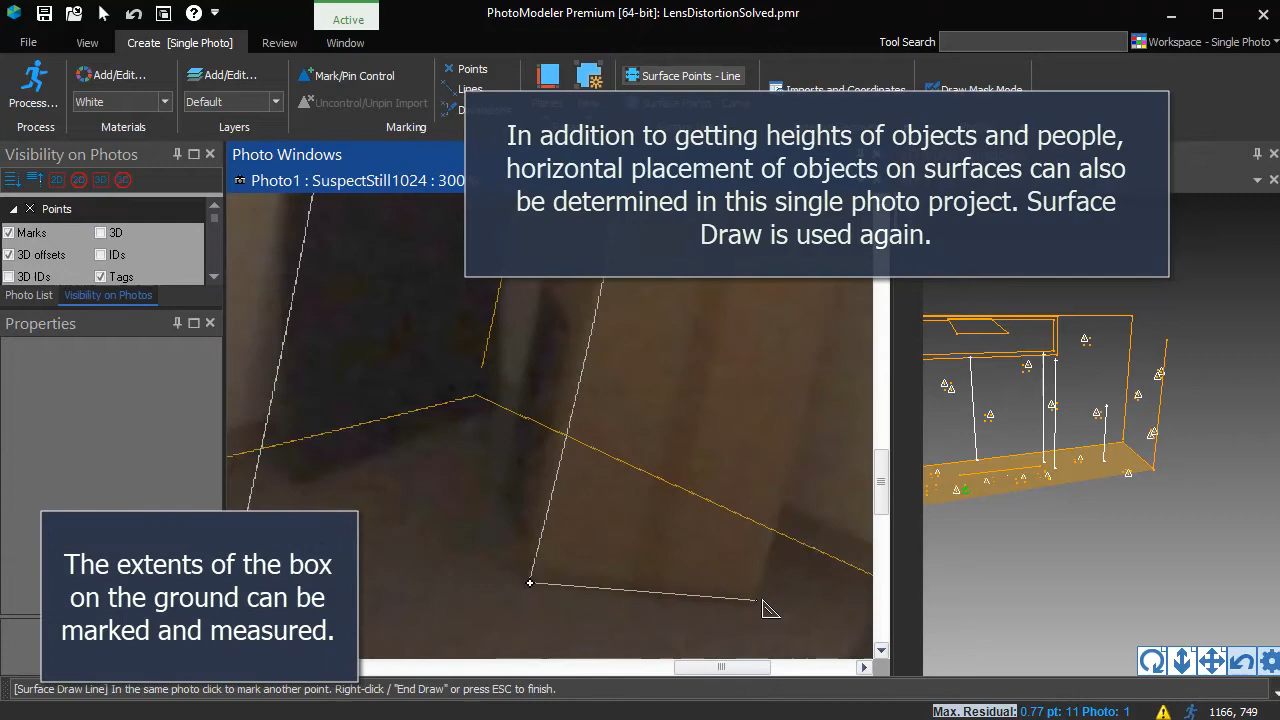 PhotoModeler Premium [64-bit]: LensDistortionSolved.pmr
Active
File
View
Create [Single Photo]
Review
Window
Tool Search
Workspace - Single Photo
Process...
Process
Add/Edit...
White
Materials
Add/Edit...
Default
Layers
Mark/Pin Control
Uncontrol/Unpin Import
Marking
Points
Lines
Surface Points - Line
Imports and Coordinates
Draw Mask Mode
Visibility on Photos
Points
Marks
3D
3D offsets
IDs
3D IDs
Tags
Photo List
Visibility on Photos
Properties
Photo Windows
Photo1 : SuspectStill1024 : 300
In addition to getting heights of objects and people,
horizontal placement of objects on surfaces can also
be determined in this single photo project. Surface
Draw is used again.
The extents of the box
on the ground can be
marked and measured.
[Surface Draw Line] In the same photo click to mark another point. Right-click / "End Draw" or press ESC to finish.
Max. Residual: 0.77 pt: 11 Photo: 1
1166, 749